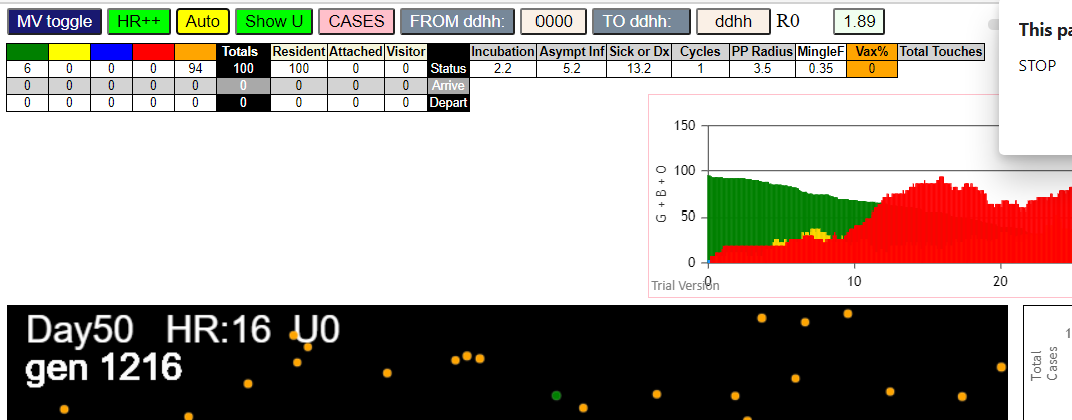 MV toggle HR++ Auto Show U CASES FROM ddhh: 0000 TO ddhh: ddhh R0 1.89
This pa
STOP
Totals Resident Attached Visitor Incubation Asympt Inf Sick or Dx Cycles PP Radius MingleF Vax% Total Touches
6 0 0 0 94 100 100 0 0 Status 2.2 5.2 13.2 1 3.5 0.35 0
0 0 0 0 0 0 0 0 0 Arrive
0 0 0 0 0 0 0 0 0 Depart
150
100
50
0
G + B + O
0 10 20
Trial Version
Day50 HR:16 U0
gen 1216
Total
Cases
1